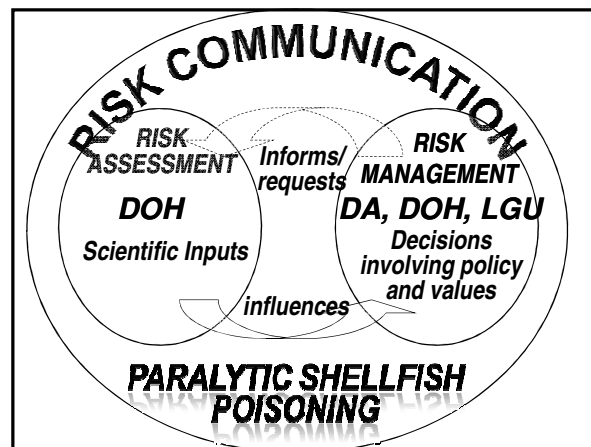 RISK COMMUNICATION
RISK
ASSESSMENT
DOH
Scientific Inputs
Informs/
requests
influences
RISK
MANAGEMENT
DA, DOH, LGU
Decisions
involving policy
and values
PARALYTIC SHELLFISH
POISONING